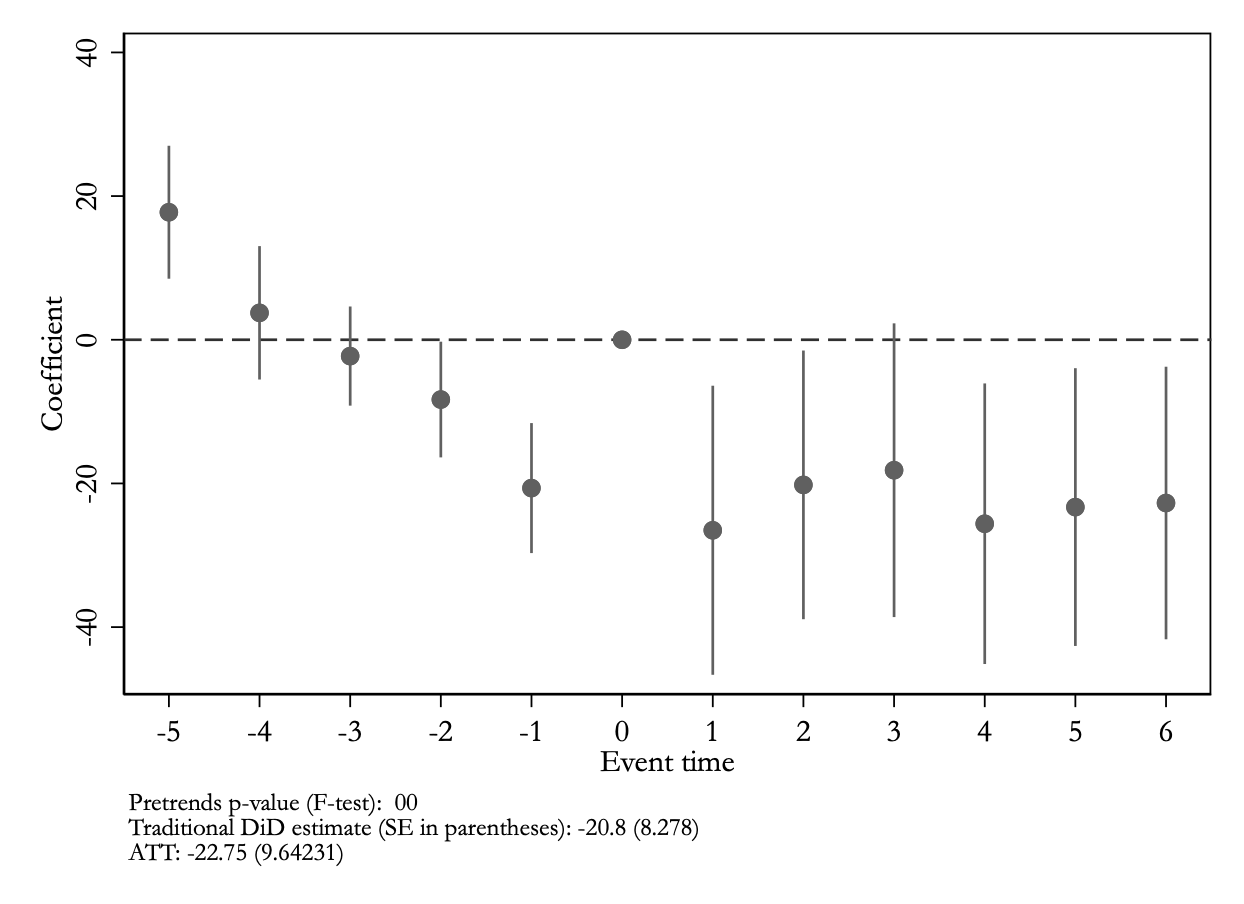 40
20
0
-20
-40
Coefficient
-5 -4 -3 -2 -1 0 1 2 3 4 5 6
Event time
Pretrends p-value (F-test):  00
Traditional DiD estimate (SE in parentheses): -20.8 (8.278)
ATT: -22.75 (9.64231)